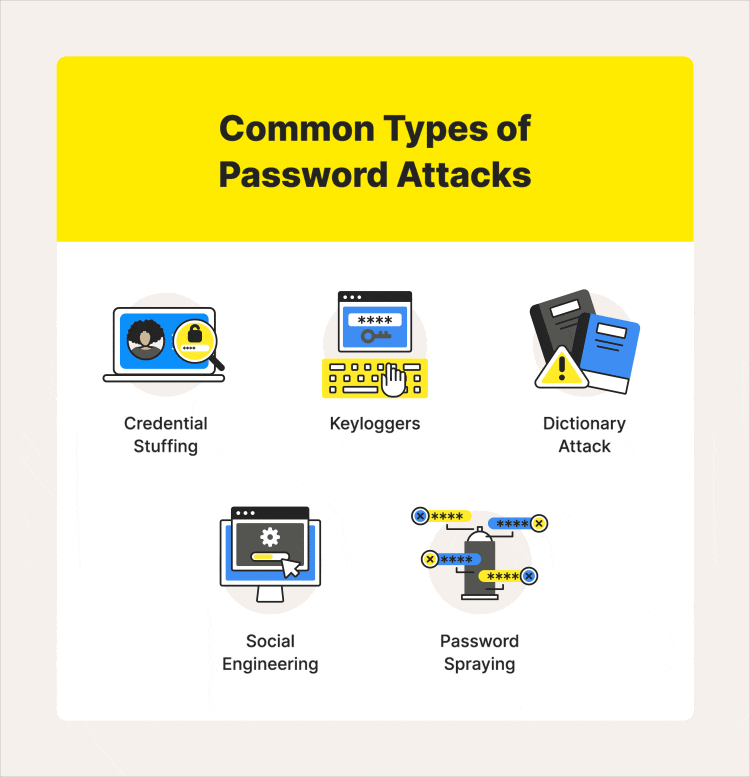 Common Types of
Password Attacks
****
****
Credential
Stuffing
Keyloggers
Dictionary
Attack
****
****
****
****
Social
Engineering
Password
Spraying